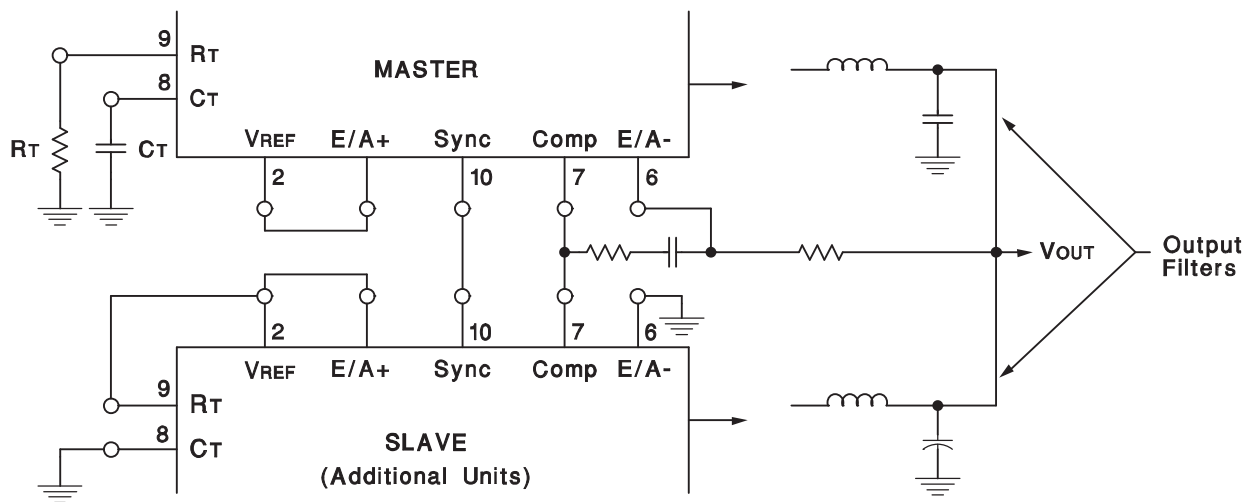 9 RT
MASTER
8 CT
RT CT
VREF E/A+ Sync Comp E/A-
2 10 7 6
VOUT
Output
Filters
2 10 7 6
VREF E/A+ Sync Comp E/A-
9 RT
8 CT
SLAVE
(Additional Units)